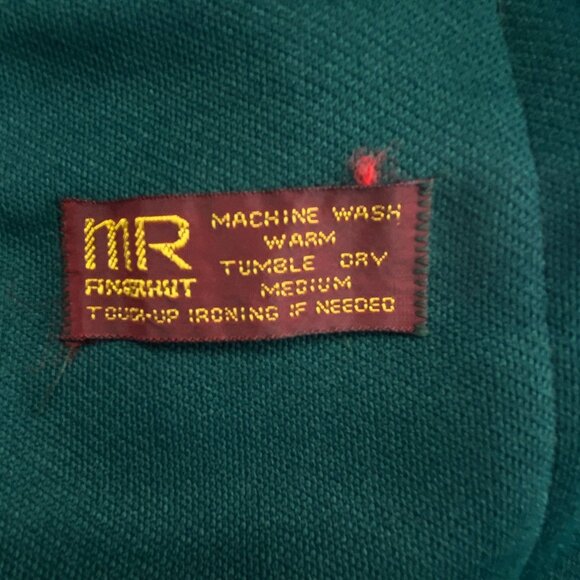 MR
FINGERHUT
MACHINE WASH
WARM
TUMBLE DRY
MEDIUM
TOUCH-UP IRONING IF NEEDED